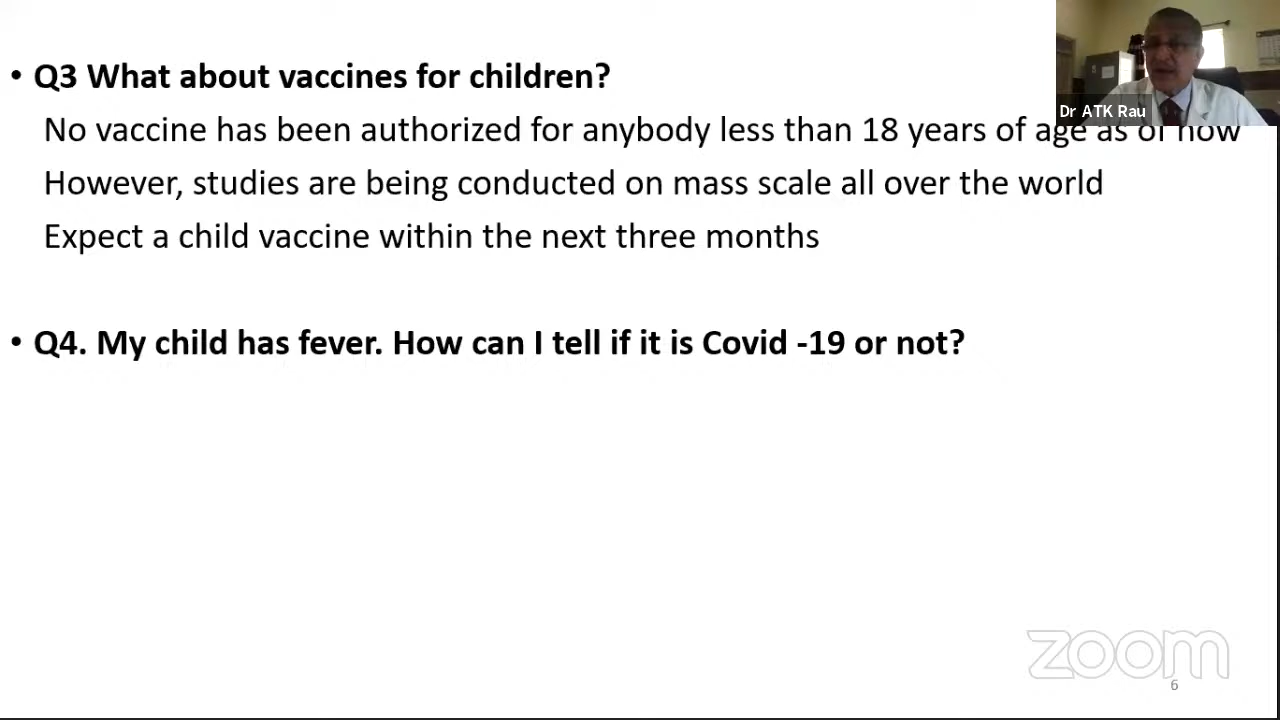 • Q3 What about vaccines for children?
Dr ATK Rau
No vaccine has been authorized for anybody less than 18 years of age as of now
However, studies are being conducted on mass scale all over the world
Expect a child vaccine within the next three months
• Q4. My child has fever. How can I tell if it is Covid -19 or not?
zoom
6